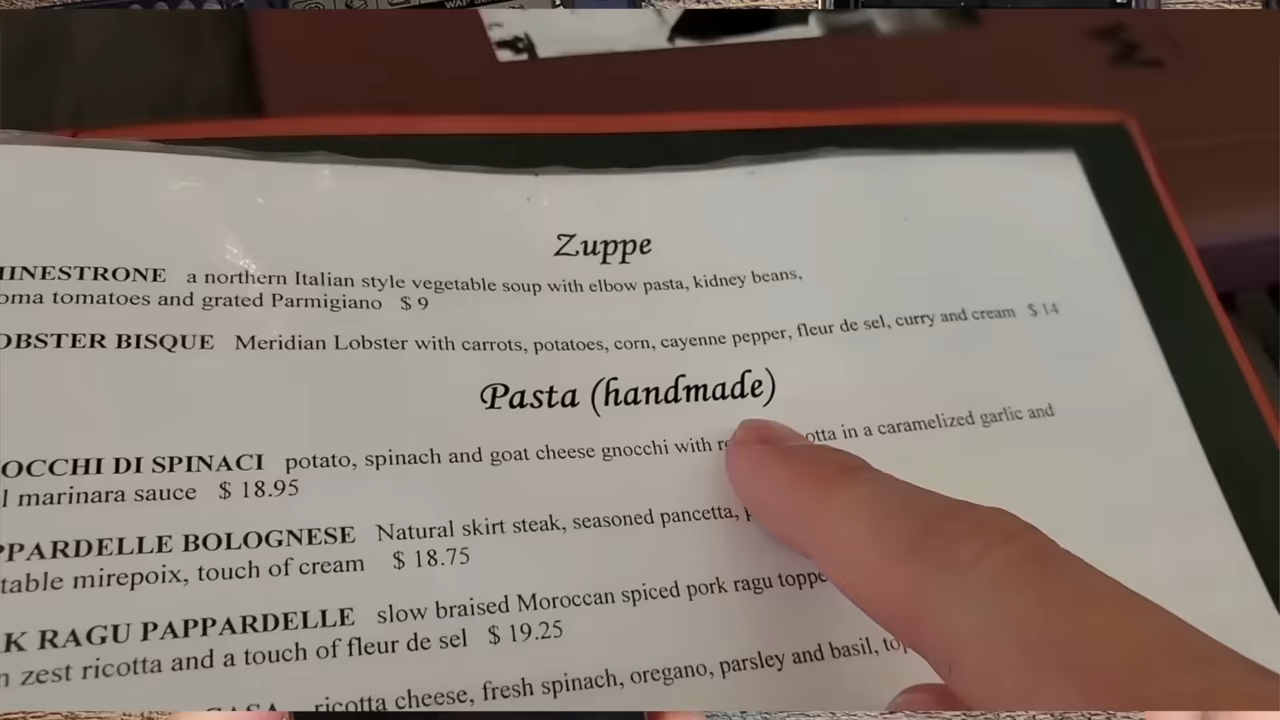 WAP
Zuppe
MINESTRONE a northern Italian style vegetable soup with elbow pasta, kidney beans,
oma tomatoes and grated Parmigiano $ 9
OBSTER BISQUE Meridian Lobster with carrots, potatoes, corn, cayenne pepper, fleur de sel, curry and cream $ 14
Pasta (handmade)
OCCHI DI SPINACI potato, spinach and goat cheese gnocchi with otta in a caramelized garlic and
l marinara sauce $ 18.95
PPARDELLE BOLOGNESE Natural skirt steak, seasoned pancetta,
table mirepoix, touch of cream $ 18.75
K RAGU PAPPARDELLE slow braised Moroccan spiced pork ragu toppe
n zest ricotta and a touch of fleur de sel $ 19.25
CASA ricotta cheese, fresh spinach, oregano, parsley and basil, to